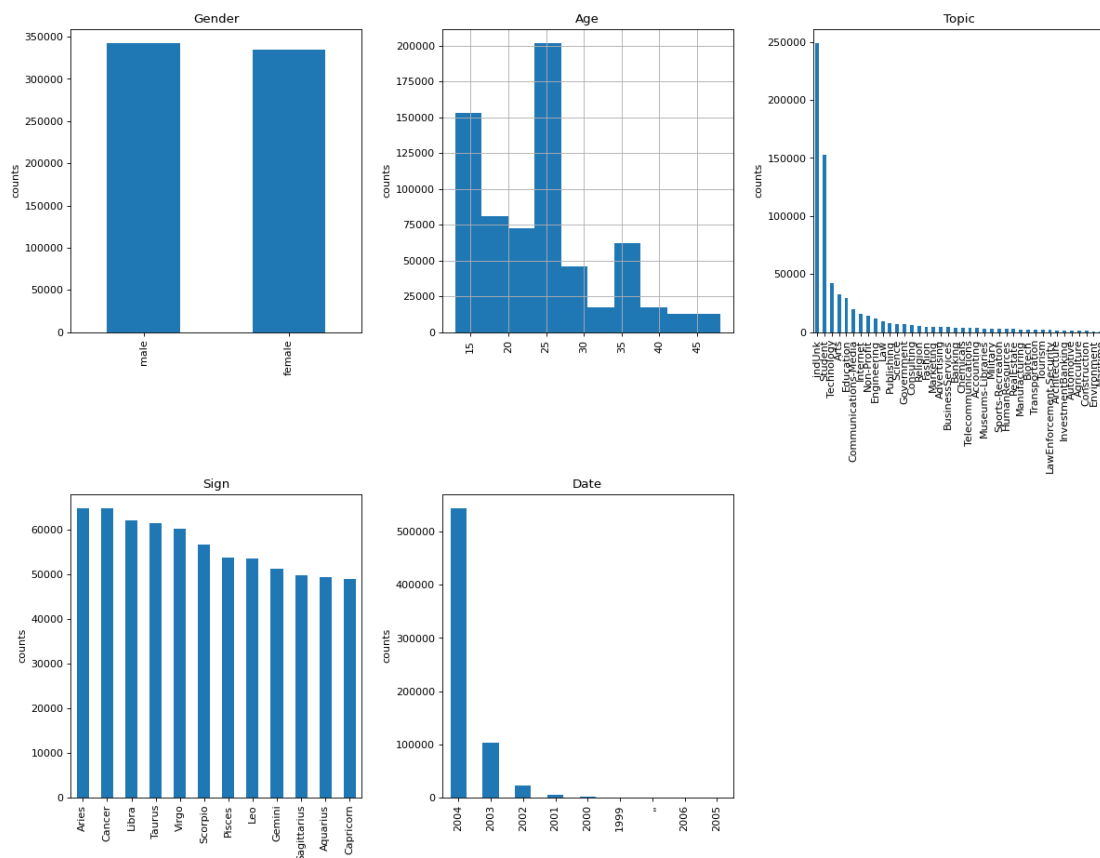 Gender
counts
350000
300000
250000
200000
150000
100000
50000
0
male
female
Age
counts
200000
175000
150000
125000
100000
75000
50000
25000
0
15
20
25
30
35
40
45
Topic
counts
250000
200000
150000
100000
50000
0
indUnk
Student
Technology
Arts
Education
Communications-Media
Internet
Non-Profit
Engineering
Law
Publishing
Science
Government
Consulting
Religion
Fashion
Marketing
Advertising
BusinessServices
Banking
Chemicals
Telecommunications
Accounting
Museums-Libraries
Military
Sports-Recreation
HumanResources
RealEstate
Manufacturing
Biotech
Transportation
Tourism
LawEnforcement-Security
Architecture
InvestmentBanking
Automotive
Agriculture
Construction
Environment
Sign
counts
60000
50000
40000
30000
20000
10000
0
Aries
Cancer
Libra
Taurus
Virgo
Scorpio
Pisces
Leo
Gemini
Sagittarius
Aquarius
Capricorn
Date
counts
500000
400000
300000
200000
100000
0
2004
2003
2002
2001
2000
1999
,,
2006
2005